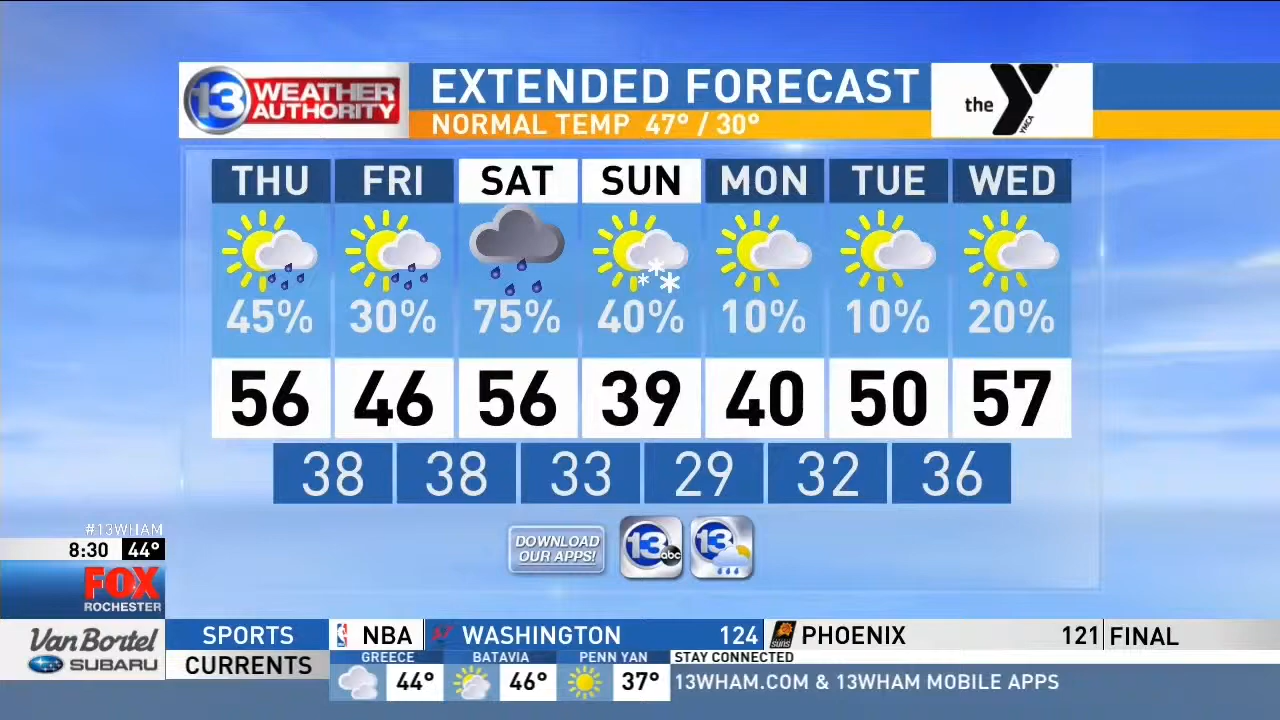 13 WEATHER AUTHORITY
EXTENDED FORECAST
NORMAL TEMP 47° / 30°
the Y
YMCA
THU FRI SAT SUN MON TUE WED
45% 30% 75% 40% 10% 10% 20%
56 46 56 39 40 50 57
38 38 33 29 32 36
DOWNLOAD
OUR APPS!
13 abc
13
#13WHAM
8:30 44°
FOX
ROCHESTER
Van Bortel
SUBARU
SPORTS NBA WASHINGTON 124 SUNS PHOENIX 121 FINAL
CURRENTS
GREECE BATAVIA PENN YAN STAY CONNECTED
44° 46° 37° 13WHAM.COM & 13WHAM MOBILE APPS